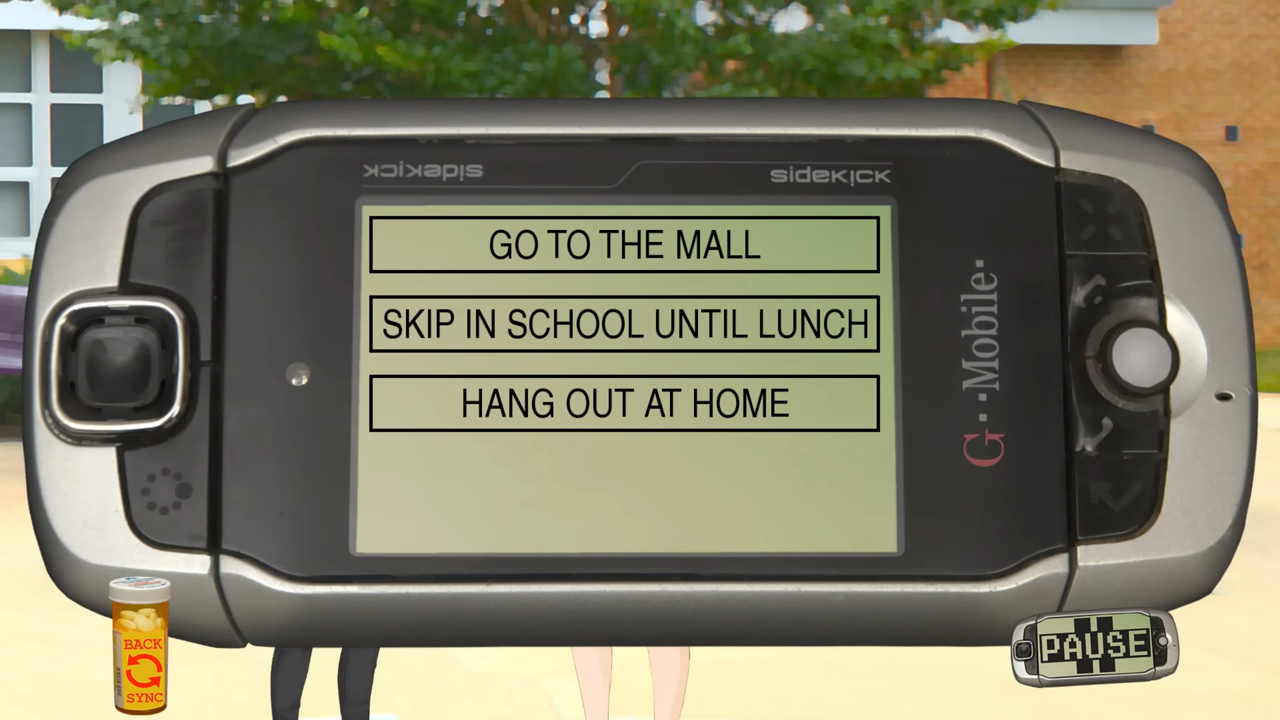 sidekick
sidekick
GO TO THE MALL
SKIP IN SCHOOL UNTIL LUNCH
HANG OUT AT HOME
G··Mobile·
BACK
SYNC
PAUSE